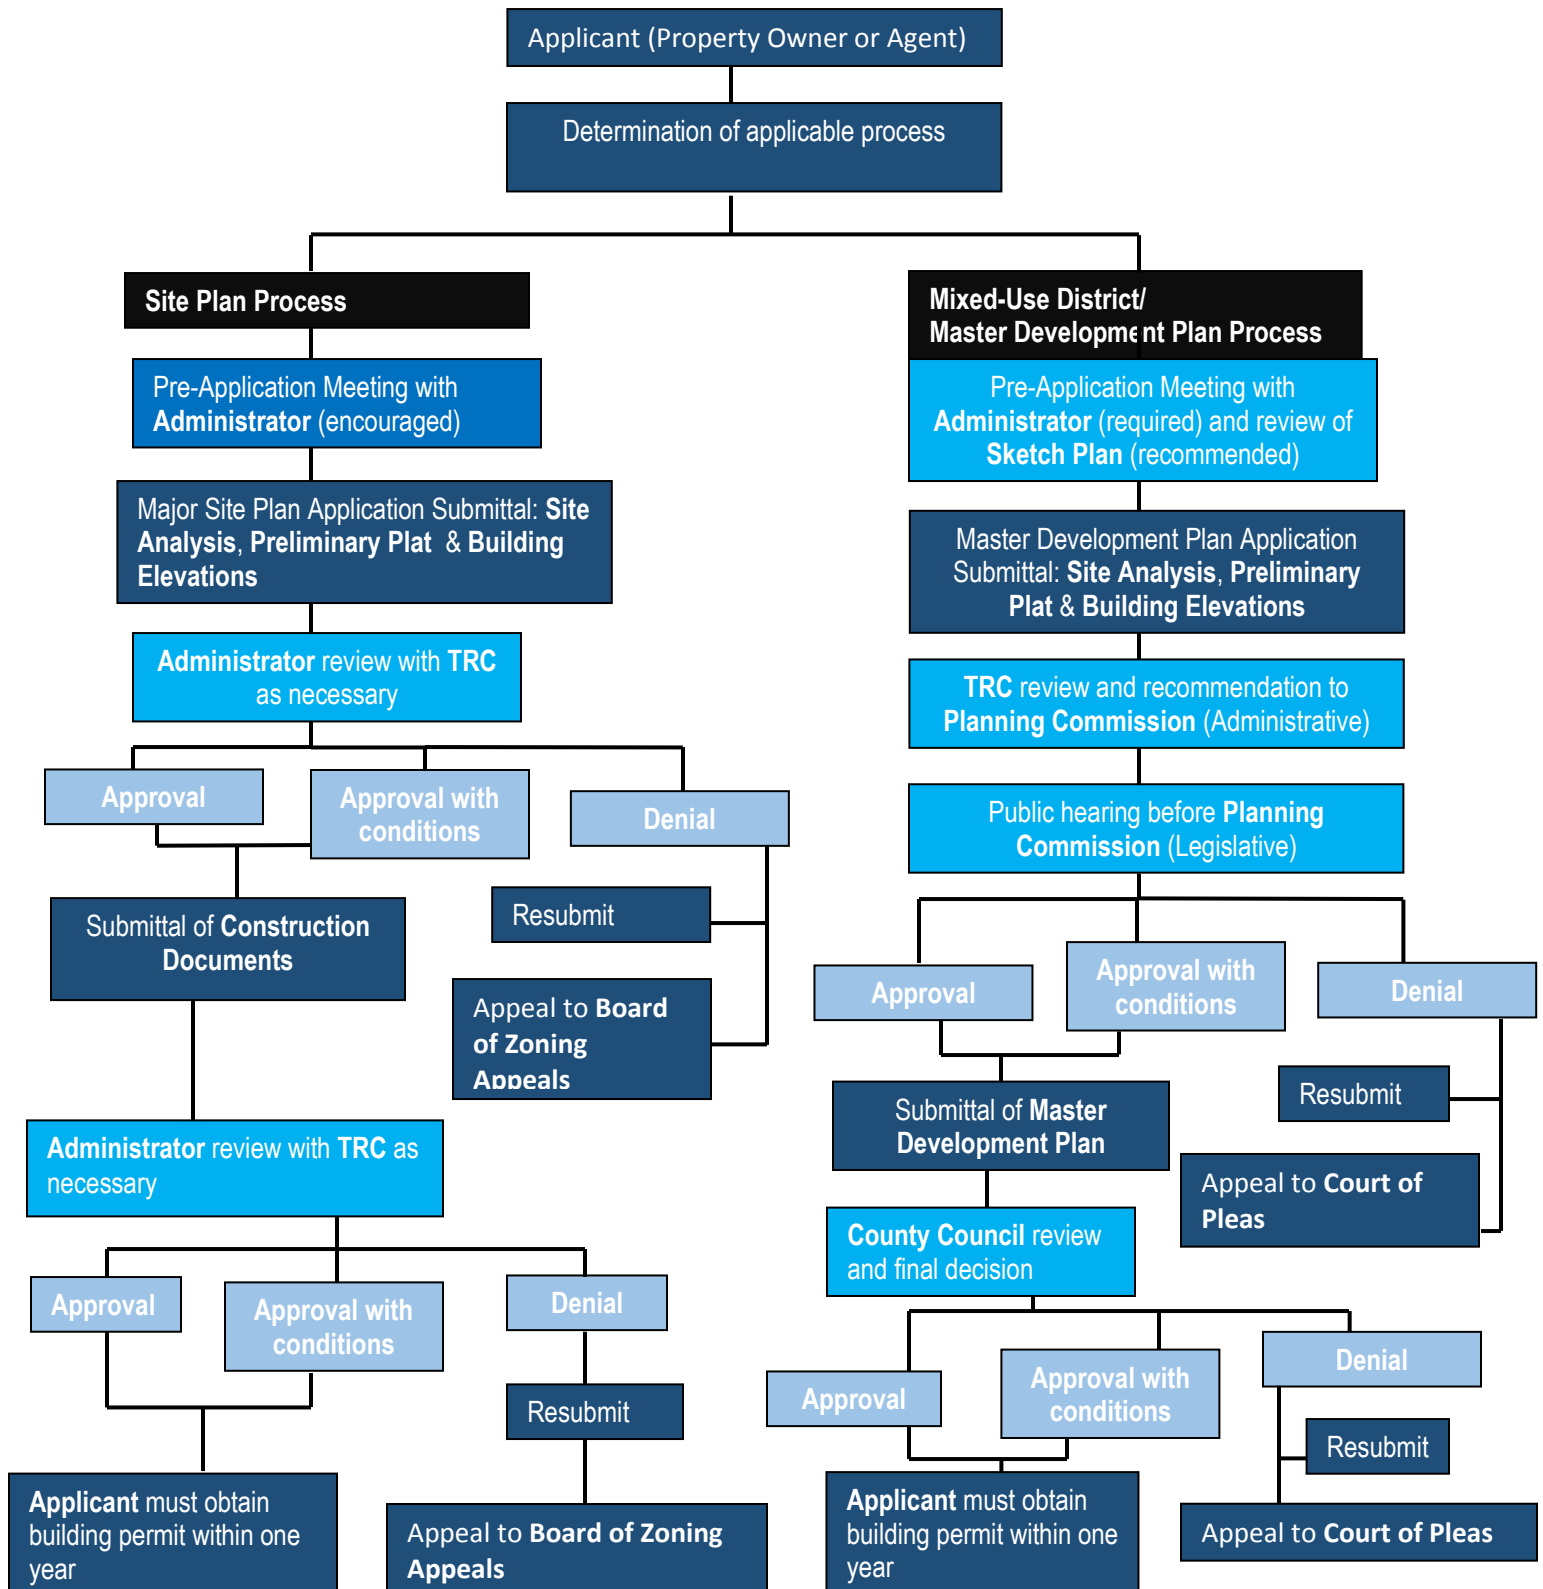 Applicant (Property Owner or Agent)
Determination of applicable process
Site Plan Process
Pre-Application Meeting with
Administrator (encouraged)
Major Site Plan Application Submittal: Site
Analysis, Preliminary Plat & Building
Elevations
Administrator review with TRC
as necessary
Approval
Approval with
conditions
Denial
Resubmit
Appeal to Board
of Zoning
Appeals
Submittal of Construction
Documents
Administrator review with TRC as
necessary
Approval
Approval with
conditions
Denial
Resubmit
Appeal to Board of Zoning
Appeals
Applicant must obtain
building permit within one
year
Mixed-Use District/
Master Development Plan Process
Pre-Application Meeting with
Administrator (required) and review of
Sketch Plan (recommended)
Master Development Plan Application
Submittal: Site Analysis, Preliminary
Plat & Building Elevations
TRC review and recommendation to
Planning Commission (Administrative)
Public hearing before Planning
Commission (Legislative)
Approval
Approval with
conditions
Denial
Resubmit
Appeal to Court of
Pleas
Submittal of Master
Development Plan
County Council review
and final decision
Approval
Approval with
conditions
Denial
Resubmit
Appeal to Court of Pleas
Applicant must obtain
building permit within one
year